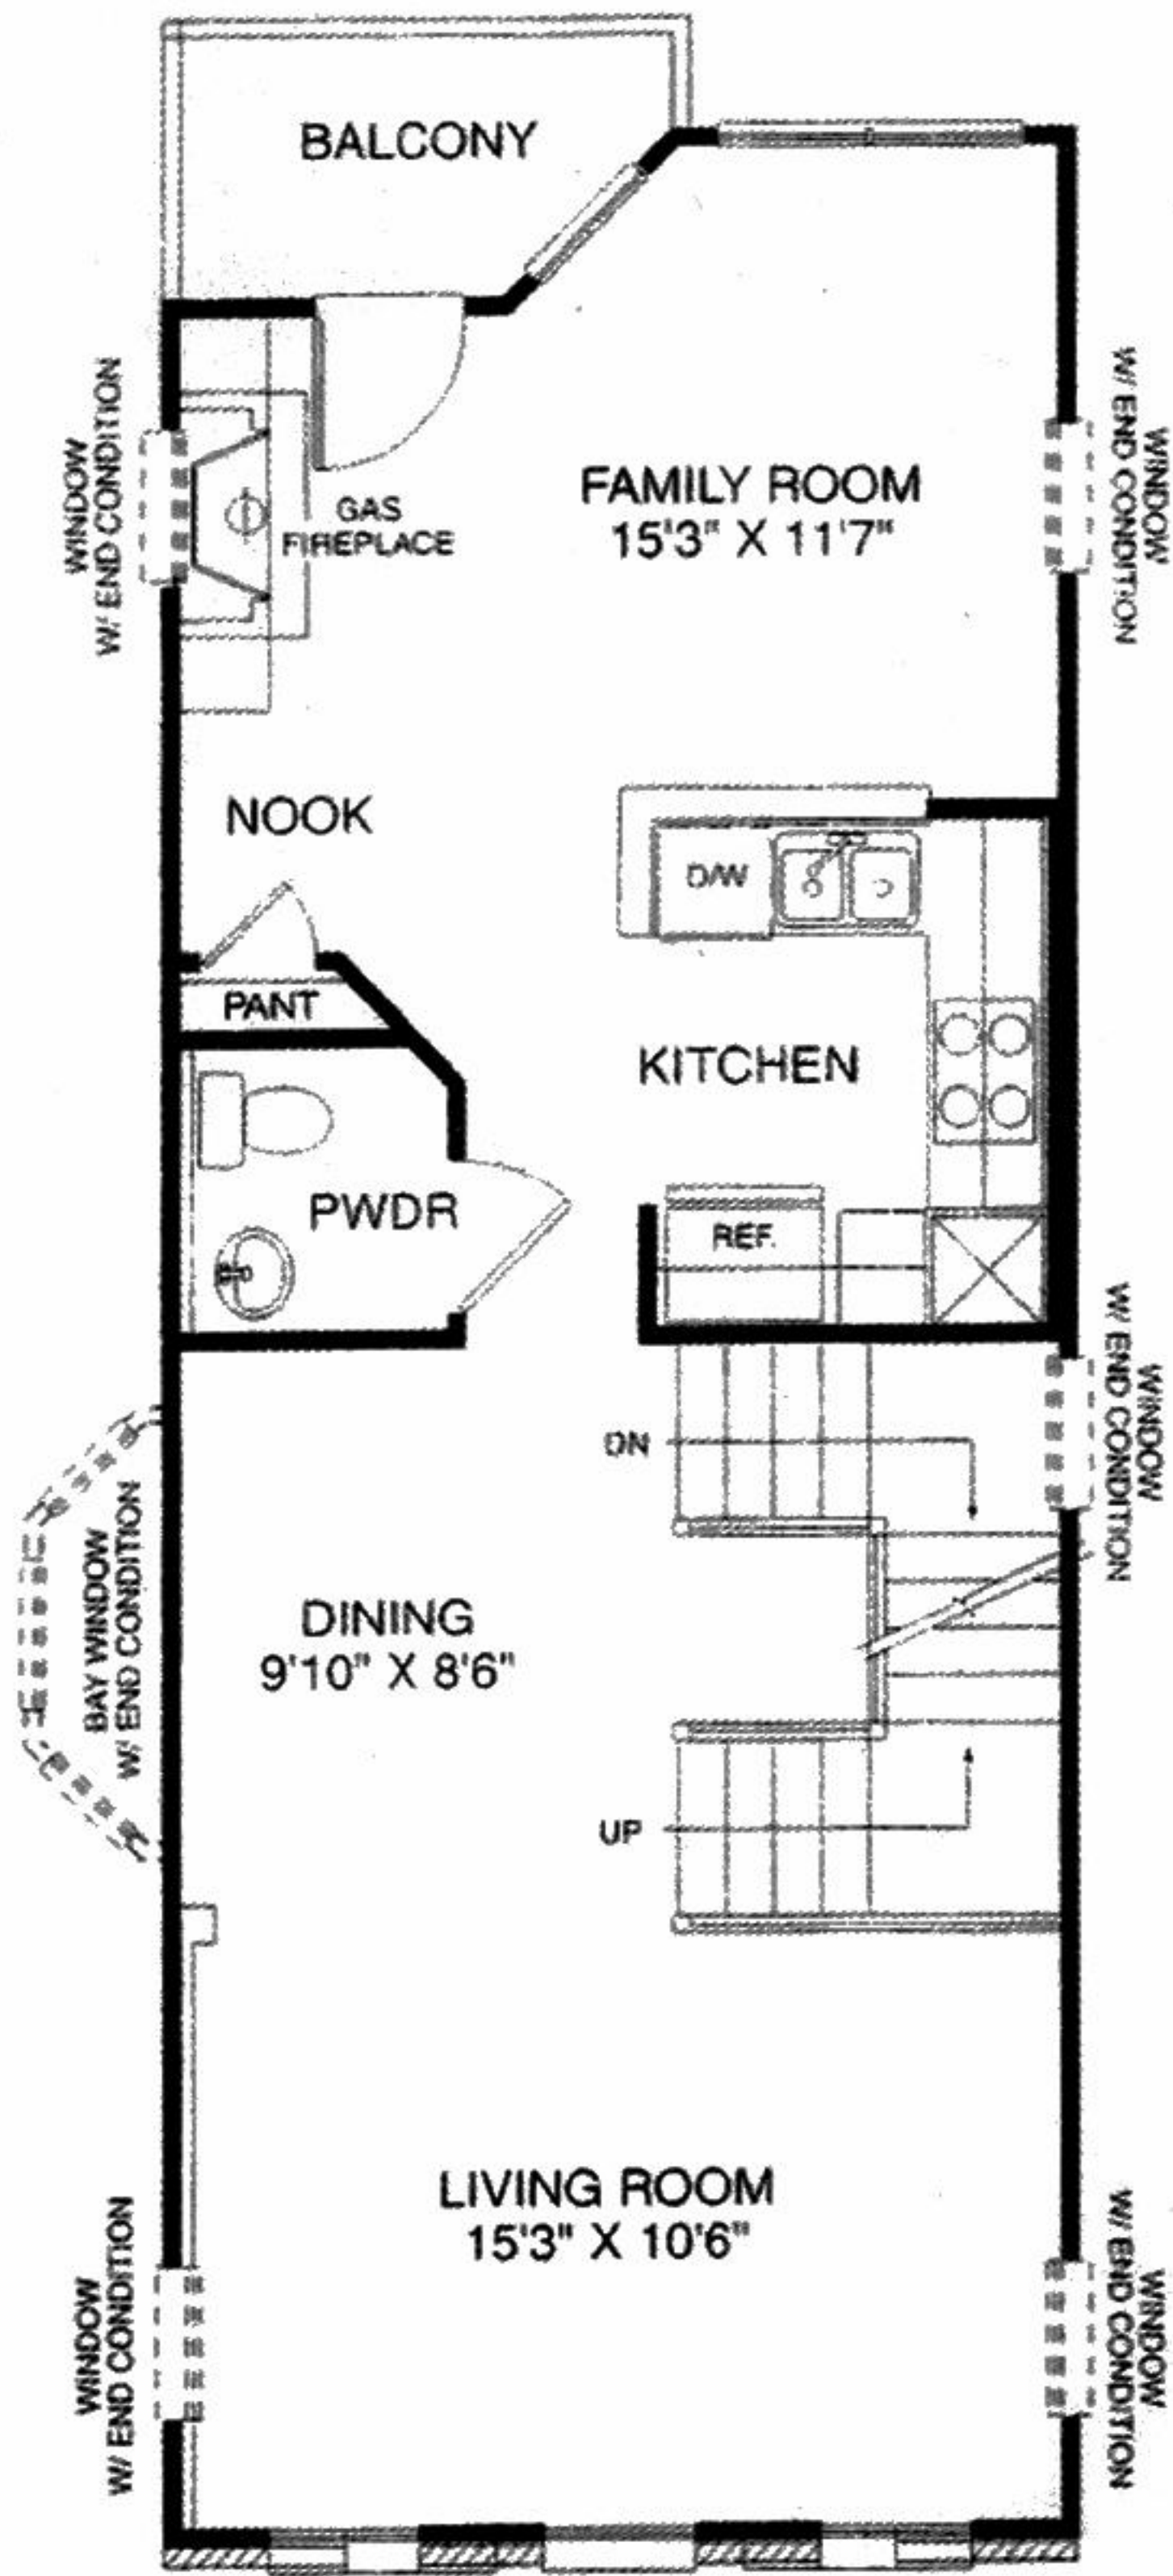 BALCONY
WINDOW
W/ END CONDITION
GAS
FIREPLACE
FAMILY ROOM
15'3" X 11'7"
WINDOW
W/ END CONDITION
NOOK
D/W
PANT
KITCHEN
PWDR
REF.
WINDOW
W/ END CONDITION
DN
BAY WINDOW
W/ END CONDITION
DINING
9'10" X 8'6"
UP
LIVING ROOM
15'3" X 10'6"
WINDOW
W/ END CONDITION
WINDOW
W/ END CONDITION